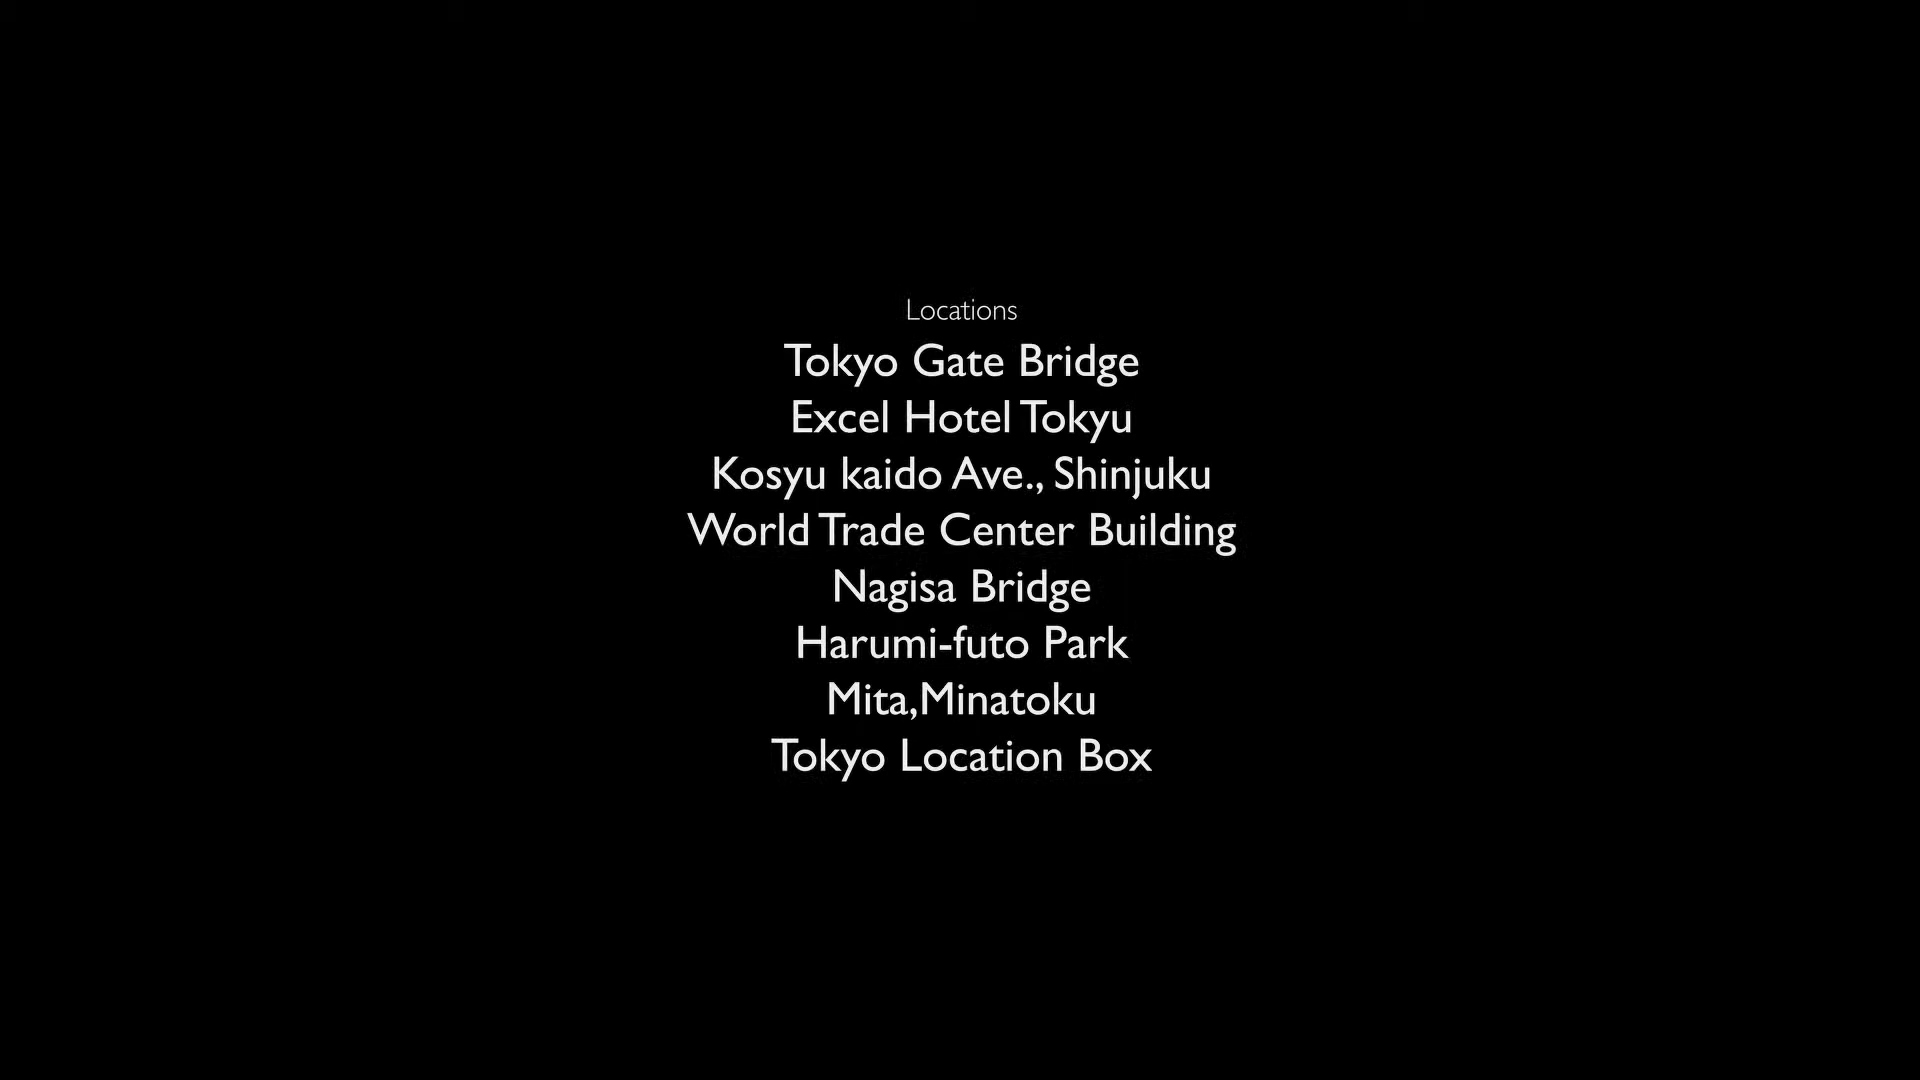 Locations
Tokyo Gate Bridge
Excel Hotel Tokyu
Kosyu kaido Ave., Shinjuku
World Trade Center Building
Nagisa Bridge
Harumi-futo Park
Mita,Minatoku
Tokyo Location Box